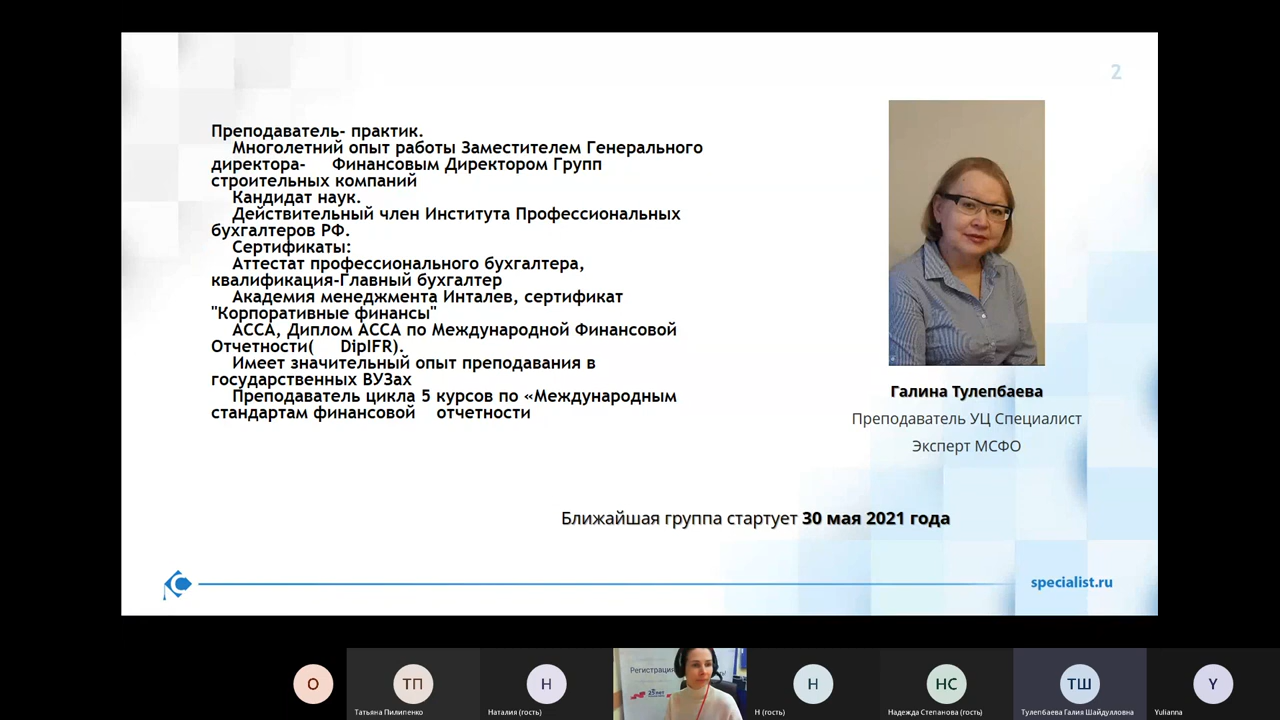 2
Преподаватель- практик.
Многолетний опыт работы Заместителем Генерального
директора- Финансовым Директором Групп
строительных компаний
Кандидат наук.
Действительный член Института Профессиональных
бухгалтеров РФ.
Сертификаты:
Аттестат профессионального бухгалтера,
квалификация-Главный бухгалтер
Академия менеджмента Инталев, сертификат
"Корпоративные финансы"
АССА, Диплом АССА по Международной Финансовой
Отчетности( DipIFR).
Имеет значительный опыт преподавания в
государственных ВУЗах
Преподаватель цикла 5 курсов по «Международным
стандартам финансовой отчетности
Галина Тулепбаева
Преподаватель УЦ Специалист
Эксперт МСФО
Ближайшая группа стартует 30 мая 2021 года
specialist.ru
О
ТП
Татьяна Пилипенко
Н
Наталия (гость)
Регистрация
25 лет
Н
Н (гость)
НС
Надежда Степанова (гость)
ТШ
Тулепбаева Галия Шайдулловна
Y
Yulianna